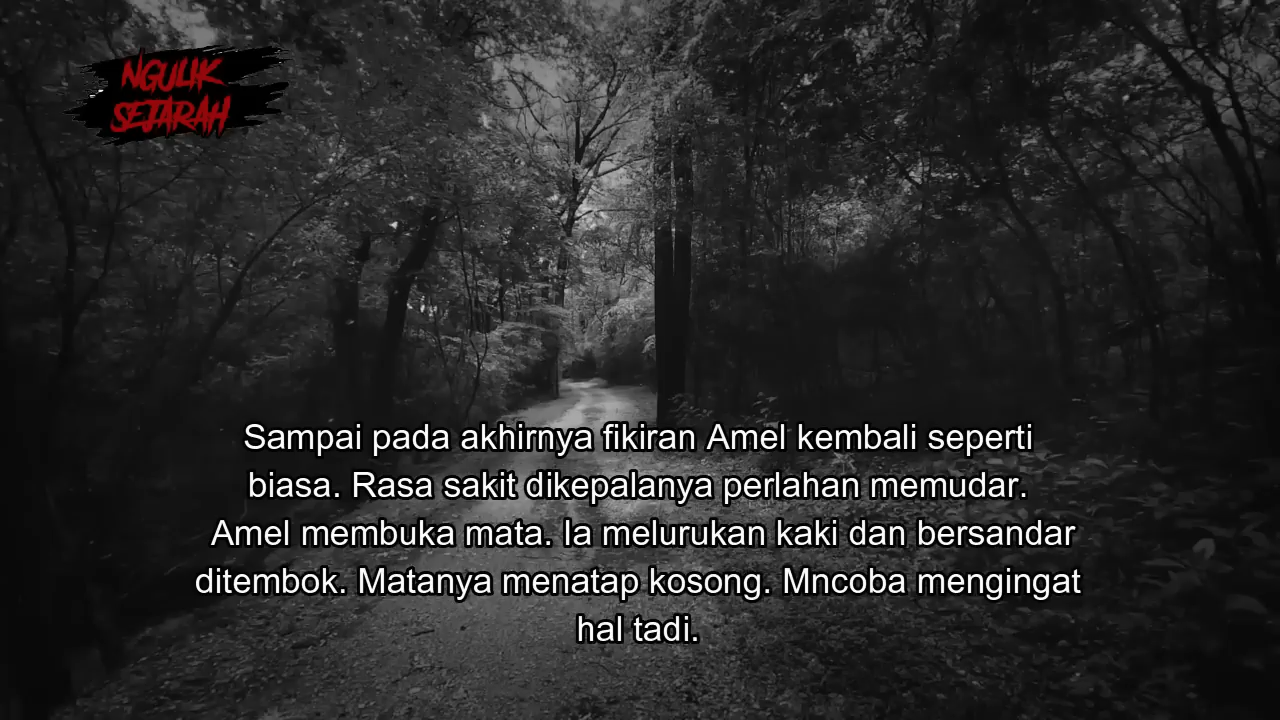 NGULIK
SEJARAH
Sampai pada akhirnya fikiran Amel kembali seperti
biasa. Rasa sakit dikepalanya perlahan memudar.
Amel membuka mata. Ia melurukan kaki dan bersandar
ditembok. Matanya menatap kosong. Mncoba mengingat
hal tadi.